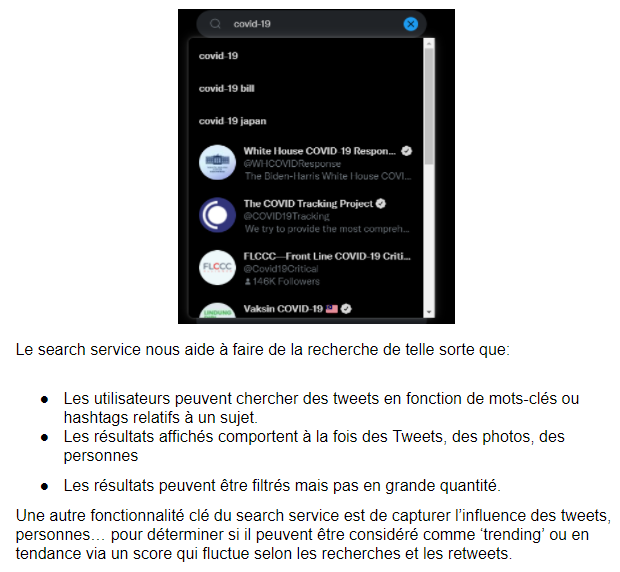 covid-19
covid-19
covid-19 bill
covid-19 japan
White House COVID-19 Respon...
@WHCOVIDResponse
The Biden-Harris White House COVI...
The COVID Tracking Project
@COVID19Tracking
We try to provide the most compreh...
FLCCC
FLCCC—Front Line COVID-19 Criti...
@Covid19Critical
146K Followers
Vaksin COVID-19
LINDUNG
Le search service nous aide à faire de la recherche de telle sorte que:
● Les utilisateurs peuvent chercher des tweets en fonction de mots-clés ou
hashtags relatifs à un sujet.
● Les résultats affichés comportent à la fois des Tweets, des photos, des
personnes
● Les résultats peuvent être filtrés mais pas en grande quantité.
Une autre fonctionnalité clé du search service est de capturer l’influence des tweets,
personnes… pour déterminer si il peuvent être considéré comme ‘trending’ ou en
tendance via un score qui fluctue selon les recherches et les retweets.